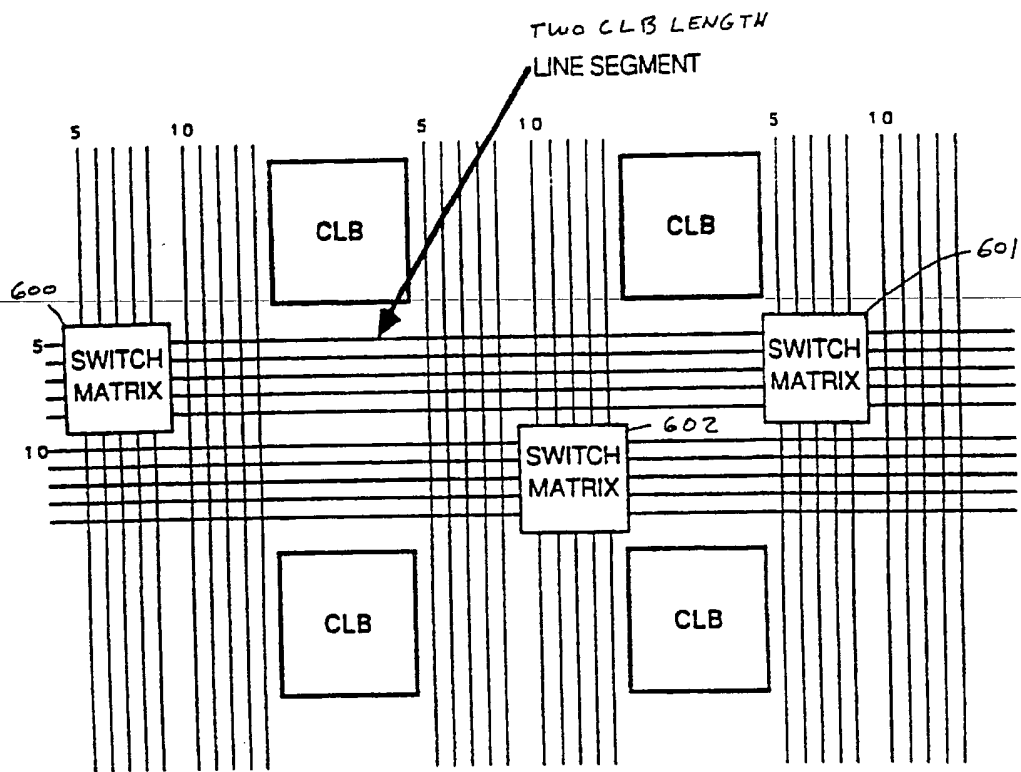 TWO CLB LENGTH
LINE SEGMENT
5 10 5 10 5 10
CLB CLB
601
600
5
SWITCH
MATRIX
SWITCH
MATRIX
602
10
SWITCH
MATRIX
CLB CLB